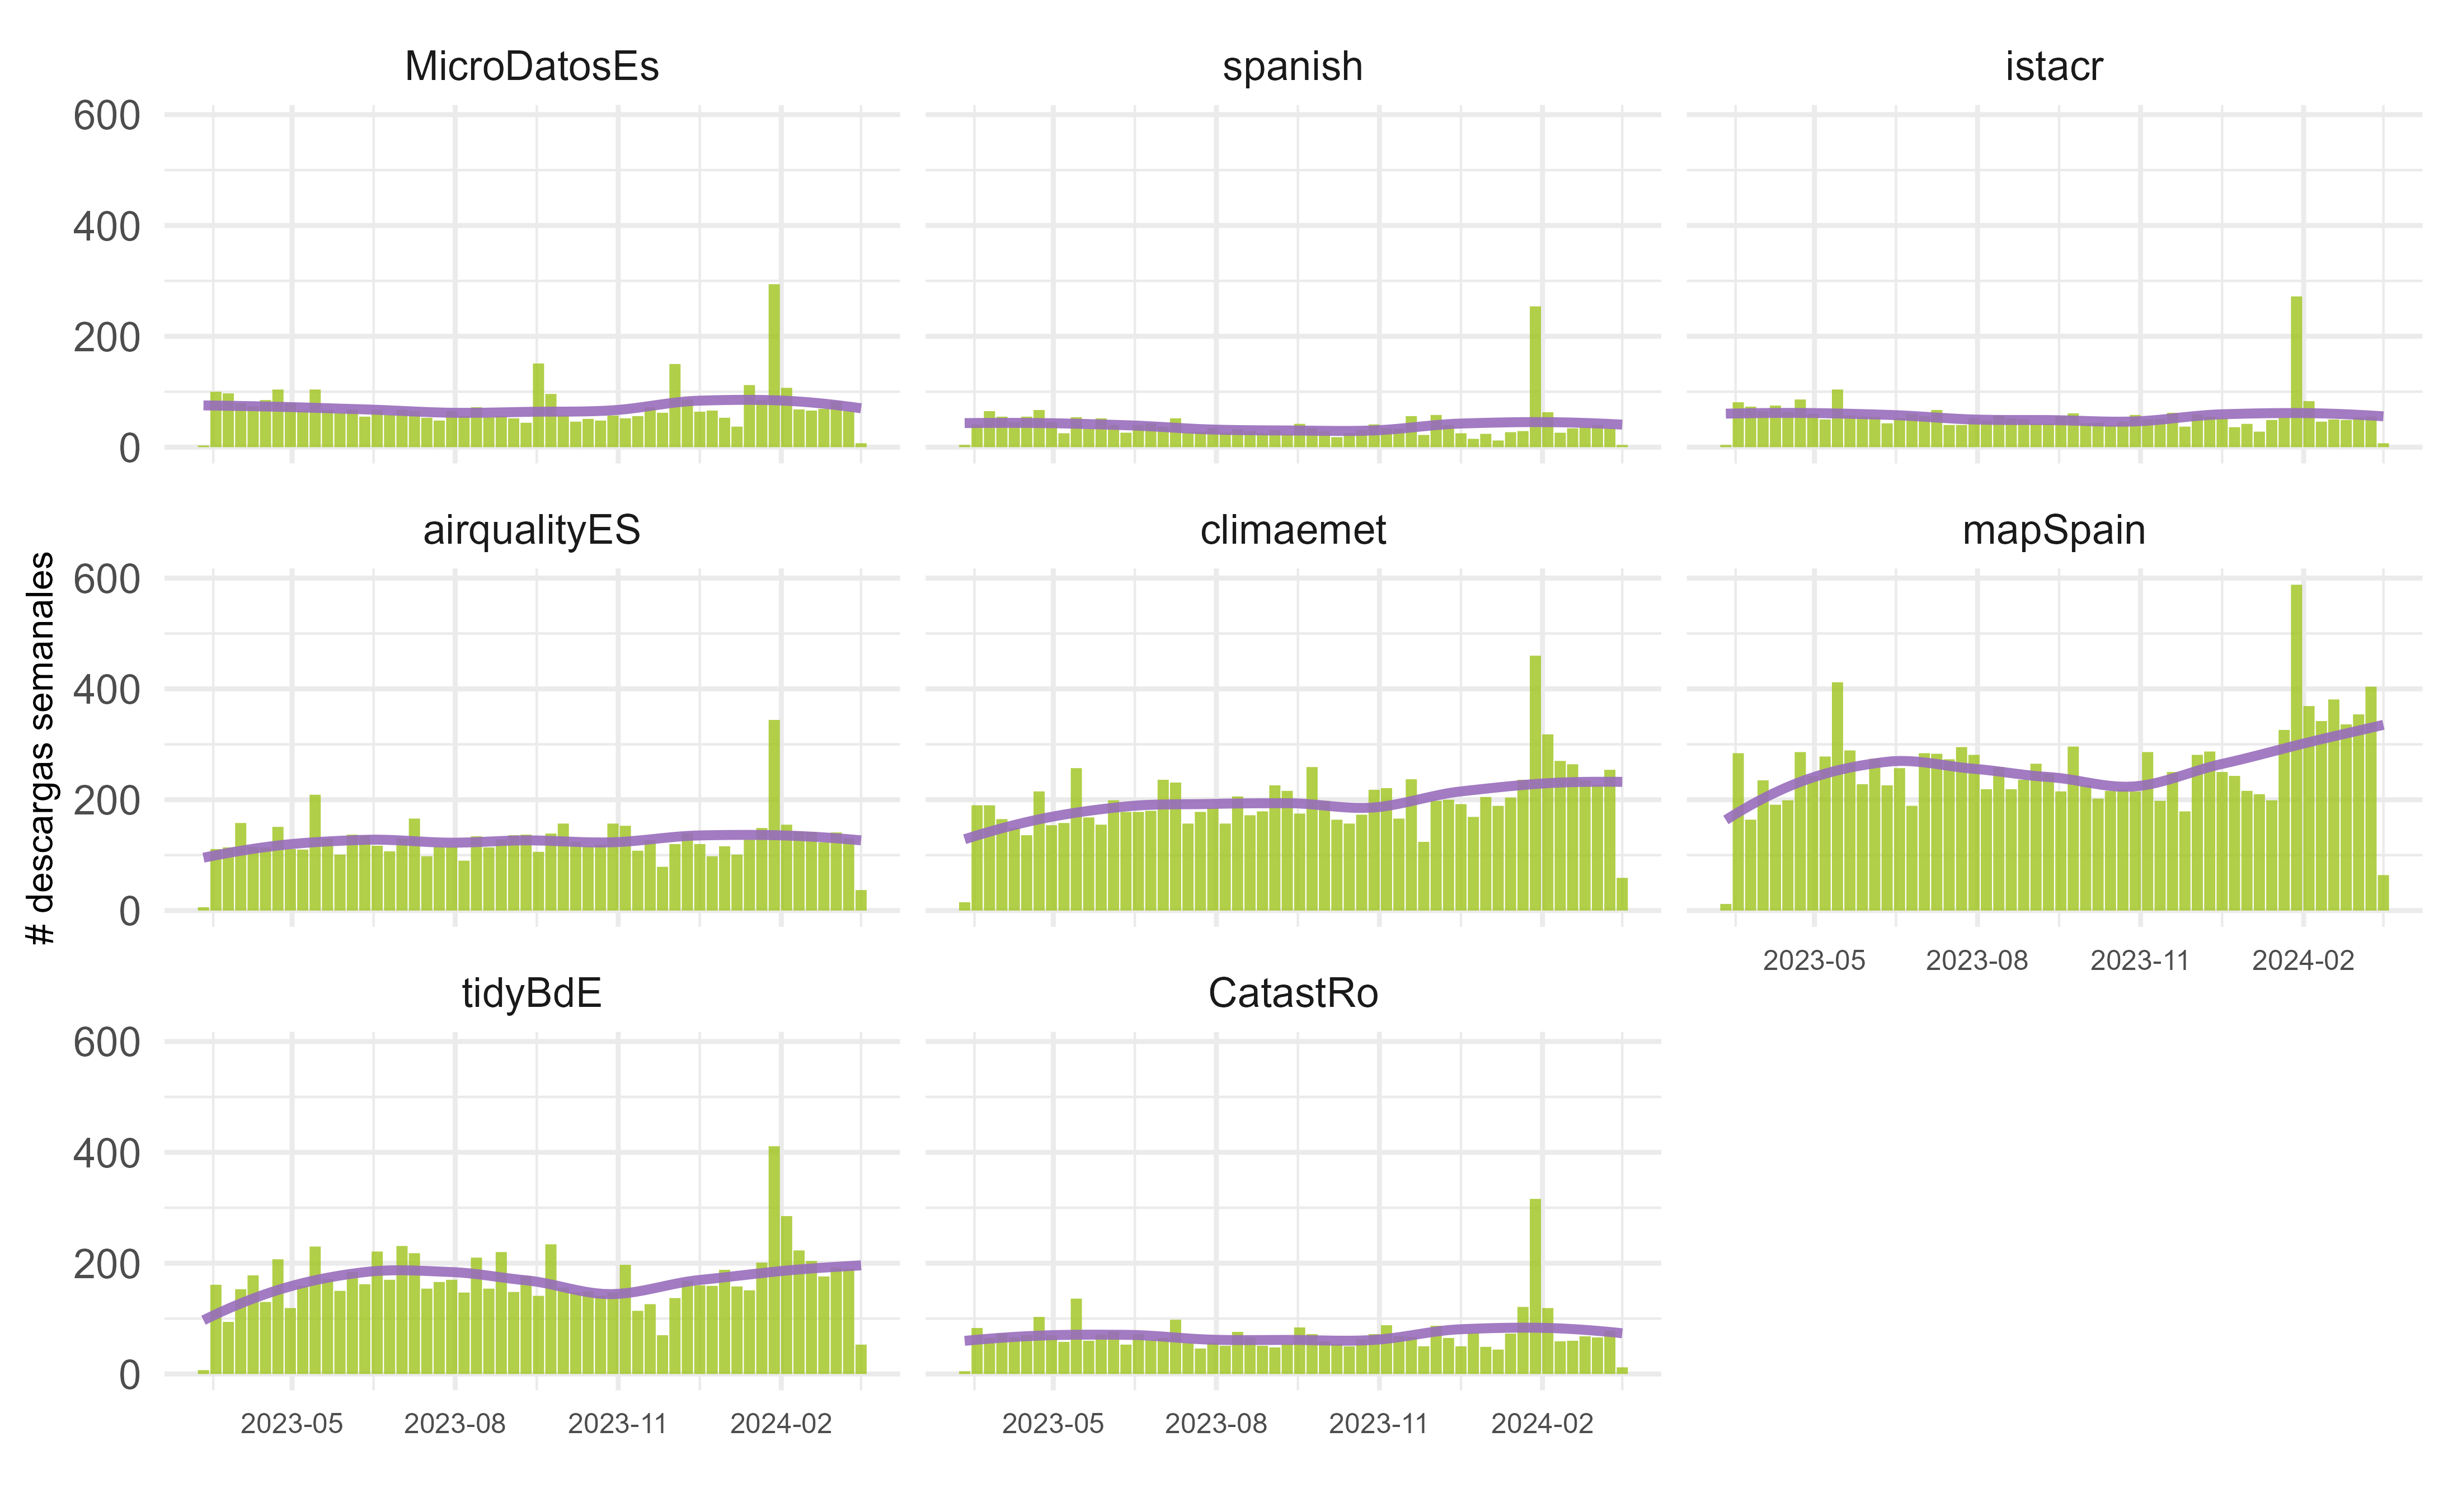 MicroDatosEs
spanish
istacr
600
400
200
0
airqualityES
climaemet
mapSpain
# descargas semanales
600
400
200
0
2023-05 2023-08 2023-11 2024-02
tidyBdE
CatastRo
600
400
200
0
2023-05 2023-08 2023-11 2024-02
2023-05 2023-08 2023-11 2024-02